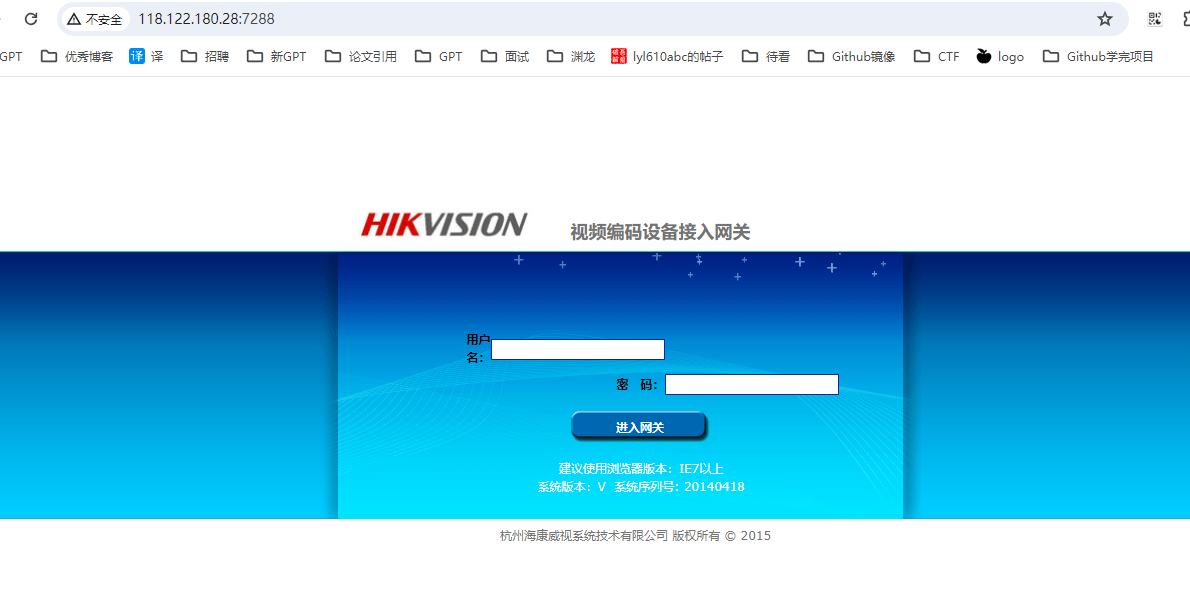 不安全 118.122.180.28:7288
GPT 优秀博客 译 译 招聘 新GPT 论文引用 GPT 面试 渊龙 lyl610abc的帖子 待看 Github镜像 CTF logo Github学完项目
HIKVISION 视频编码设备接入网关
用户
名：
密 码：
进入网关
建议使用浏览器版本：IE7以上
系统版本：V 系统序列号：20140418
杭州海康威视系统技术有限公司 版权所有 © 2015